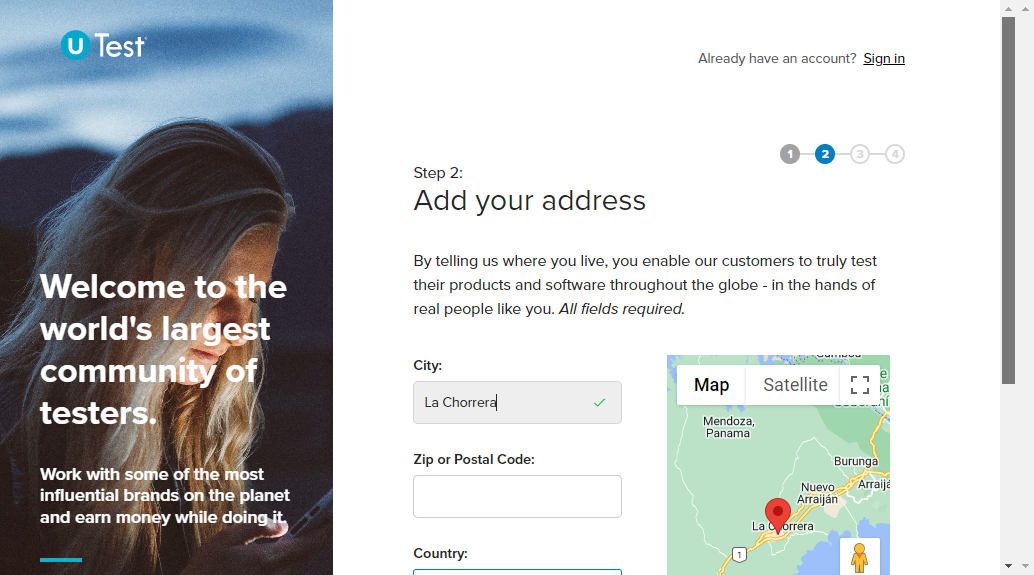 U Test
Already have an account? Sign in
1 2 3 4
Step 2:
Add your address
Welcome to the
world's largest
community of
testers.
Work with some of the most
influential brands on the planet
and earn money while doing it.
By telling us where you live, you enable our customers to truly test
their products and software throughout the globe - in the hands of
real people like you. All fields required.
City:
La Chorrera
Zip or Postal Code:
Country:
Map Satellite
Mendoza,
Panama
Burunga
Nuevo
Arraiján
La Chorrera
1